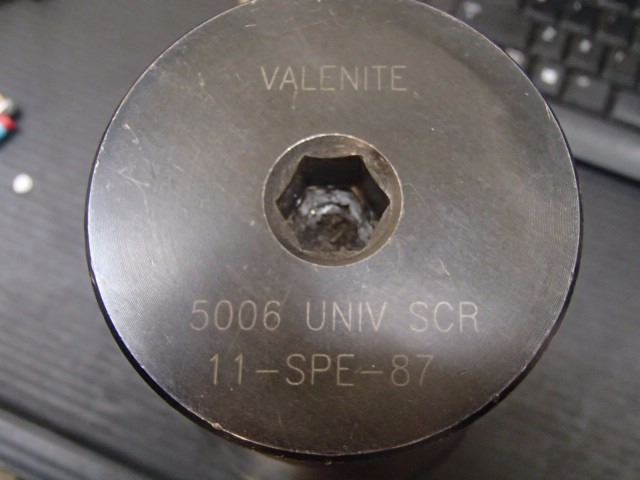 VALENITE
5006 UNIV SCR
11-SPE-87